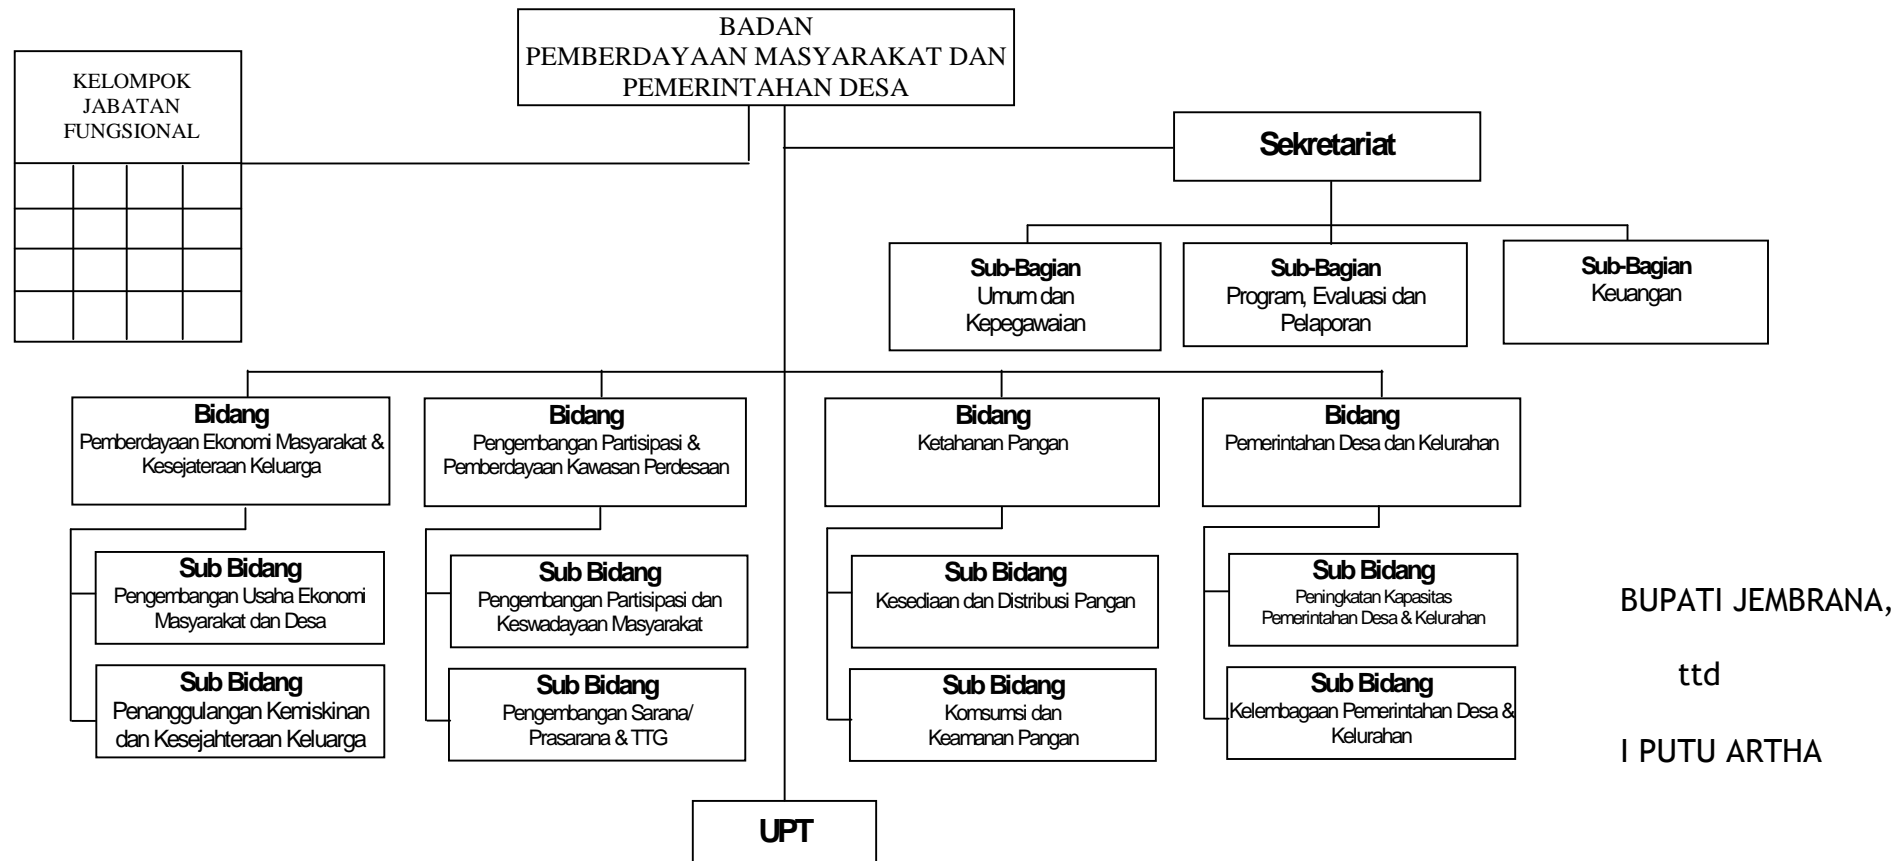 BADAN
PEMBERDAYAAN MASYARAKAT DAN
PEMERINTAHAN DESA
KELOMPOK
JABATAN
FUNGSIONAL
Sekretariat
Sub-Bagian
Umum dan
Kepegawaian
Sub-Bagian
Program, Evaluasi dan
Pelaporan
Sub-Bagian
Keuangan
Bidang
Pemberdayaan Ekonomi Masyarakat &
Kesejateraan Keluarga
Bidang
Pengembangan Partisipasi &
Pemberdayaan Kawasan Perdesaan
Bidang
Ketahanan Pangan
Bidang
Pemerintahan Desa dan Kelurahan
Sub Bidang
Pengembangan Usaha Ekonomi
Masyarakat dan Desa
Sub Bidang
Pengembangan Partisipasi dan
Keswadayaan Masyarakat
Sub Bidang
Kesediaan dan Distribusi Pangan
Sub Bidang
Peningkatan Kapasitas
Pemerintahan Desa & Kelurahan
Sub Bidang
Penanggulangan Kemiskinan
dan Kesejahteraan Keluarga
Sub Bidang
Pengembangan Sarana/
Prasarana & TTG
Sub Bidang
Komsumsi dan
Keamanan Pangan
Sub Bidang
Kelembagaan Pemerintahan Desa &
Kelurahan
BUPATI JEMBRANA,
ttd
I PUTU ARTHA
UPT